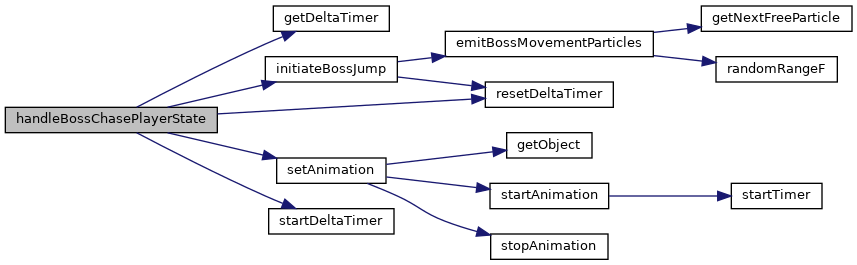 getDeltaTimer
getNextFreeParticle
emitBossMovementParticles
initiateBossJump
randomRangeF
resetDeltaTimer
handleBossChasePlayerState
getObject
setAnimation
startAnimation
startTimer
startDeltaTimer
stopAnimation